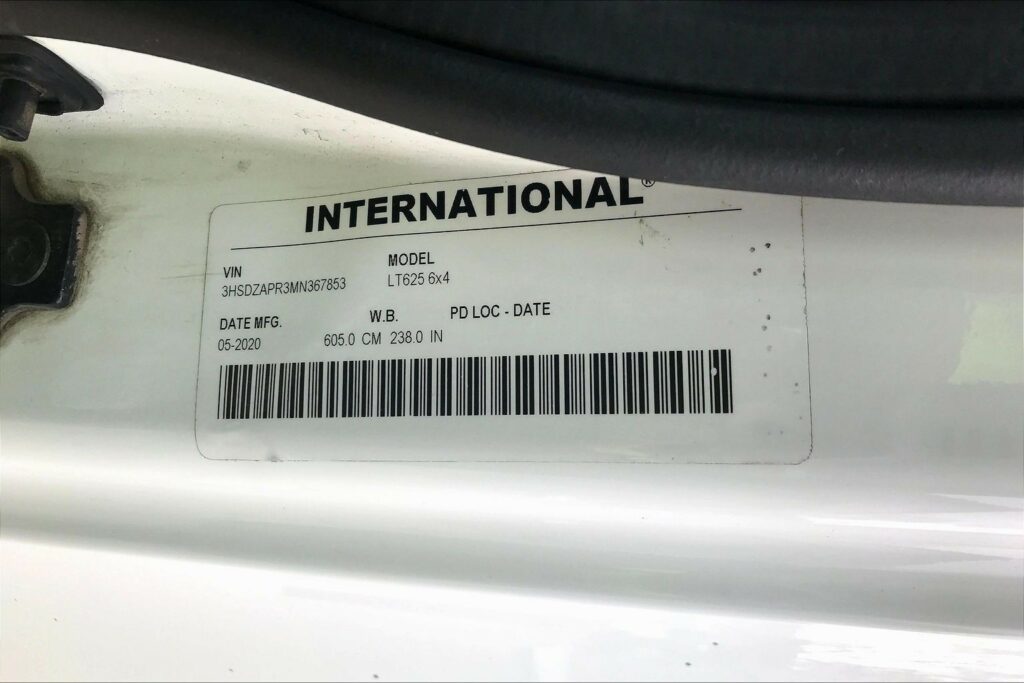 INTERNATIONAL®
VIN MODEL
3HSDZAPR3MN367853 LT625 6x4
DATE MFG. W.B. PD LOC - DATE
05-2020 605.0 CM 238.0 IN